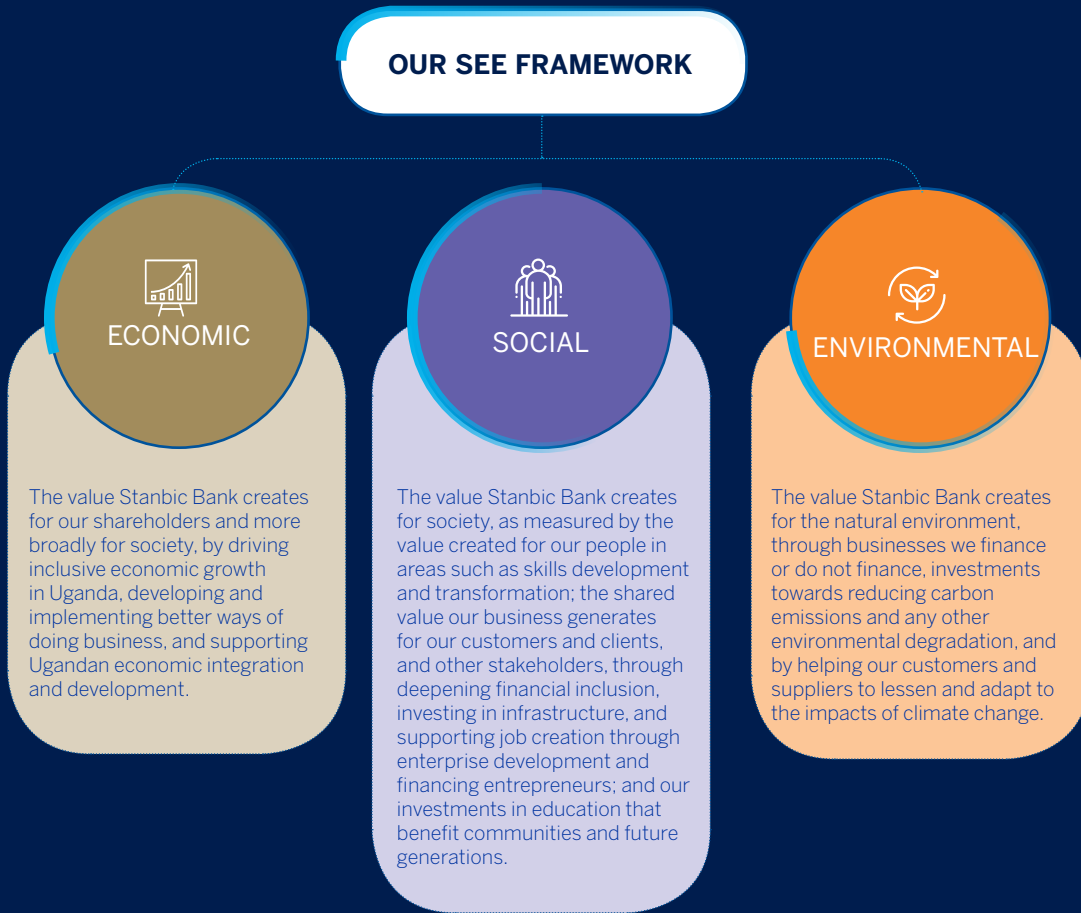 OUR SEE FRAMEWORK
ECONOMIC
The value Stanbic Bank creates
for our shareholders and more
broadly for society, by driving
inclusive economic growth
in Uganda, developing and
implementing better ways of
doing business, and supporting
Ugandan economic integration
and development.
SOCIAL
The value Stanbic Bank creates
for society, as measured by the
value created for our people in
areas such as skills development
and transformation; the shared
value our business generates
for our customers and clients,
and other stakeholders, through
deepening financial inclusion,
investing in infrastructure, and
supporting job creation through
enterprise development and
financing entrepreneurs; and our
investments in education that
benefit communities and future
generations.
ENVIRONMENTAL
The value Stanbic Bank creates
for the natural environment,
through businesses we finance
or do not finance, investments
towards reducing carbon
emissions and any other
environmental degradation, and
by helping our customers and
suppliers to lessen and adapt to
the impacts of climate change.